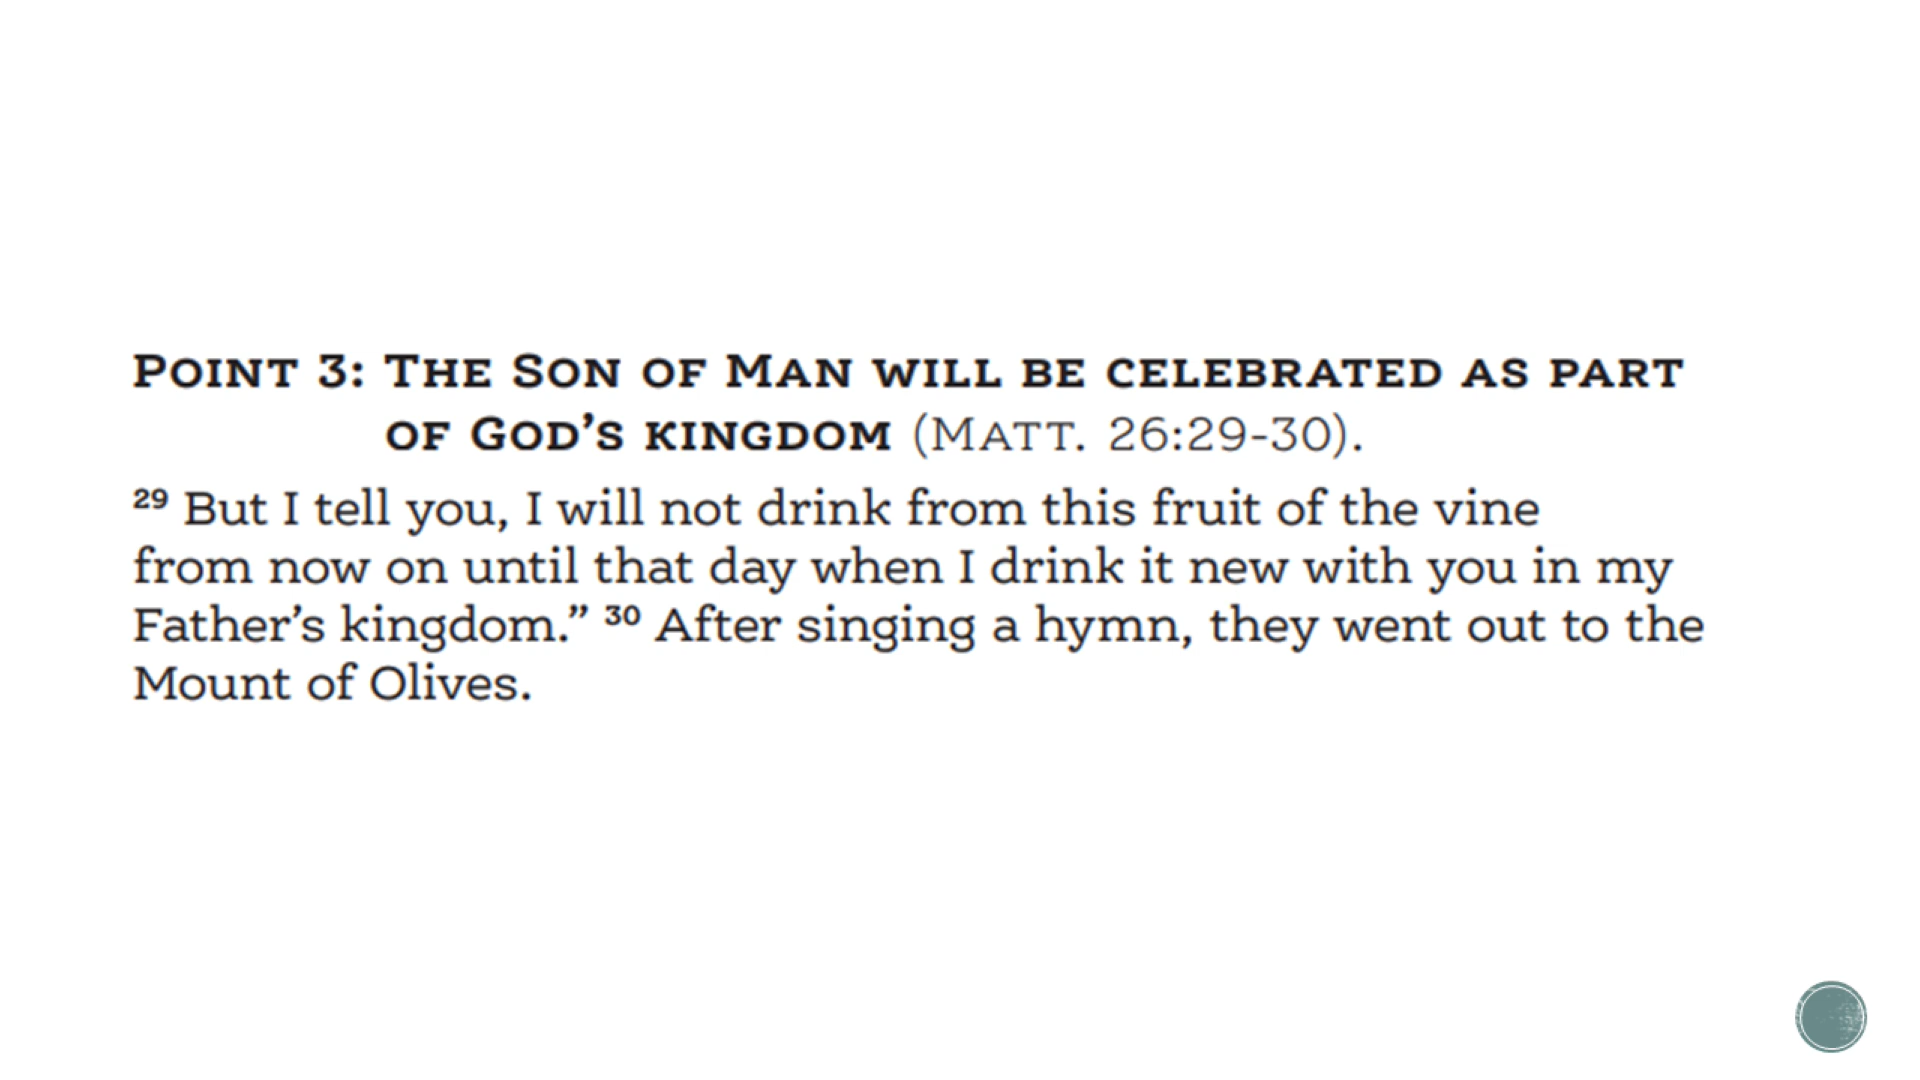 POINT 3: THE SON OF MAN WILL BE CELEBRATED AS PART
OF GOD’S KINGDOM (MATT. 26:29-30).
29 But I tell you, I will not drink from this fruit of the vine
from now on until that day when I drink it new with you in my
Father’s kingdom.” 30 After singing a hymn, they went out to the
Mount of Olives.